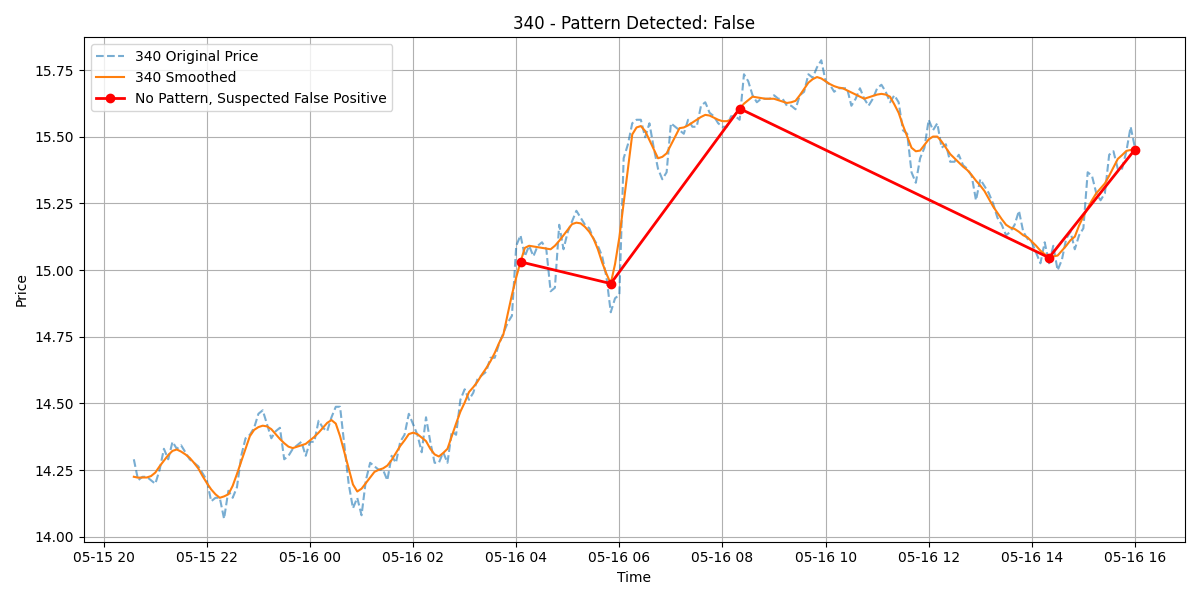 340 - Pattern Detected: False
340 Original Price
340 Smoothed
No Pattern, Suspected False Positive
Price
15.75
15.50
15.25
15.00
14.75
14.50
14.25
14.00
05-15 20 05-15 22 05-16 00 05-16 02 05-16 04 05-16 06 05-16 08 05-16 10 05-16 12 05-16 14 05-16 16
Time